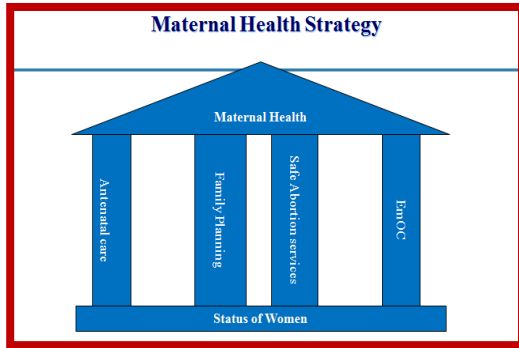 Maternal Health Strategy
Maternal Health
Antenatal care
Family Planning
Safe Abortion services
EmOC
Status of Women